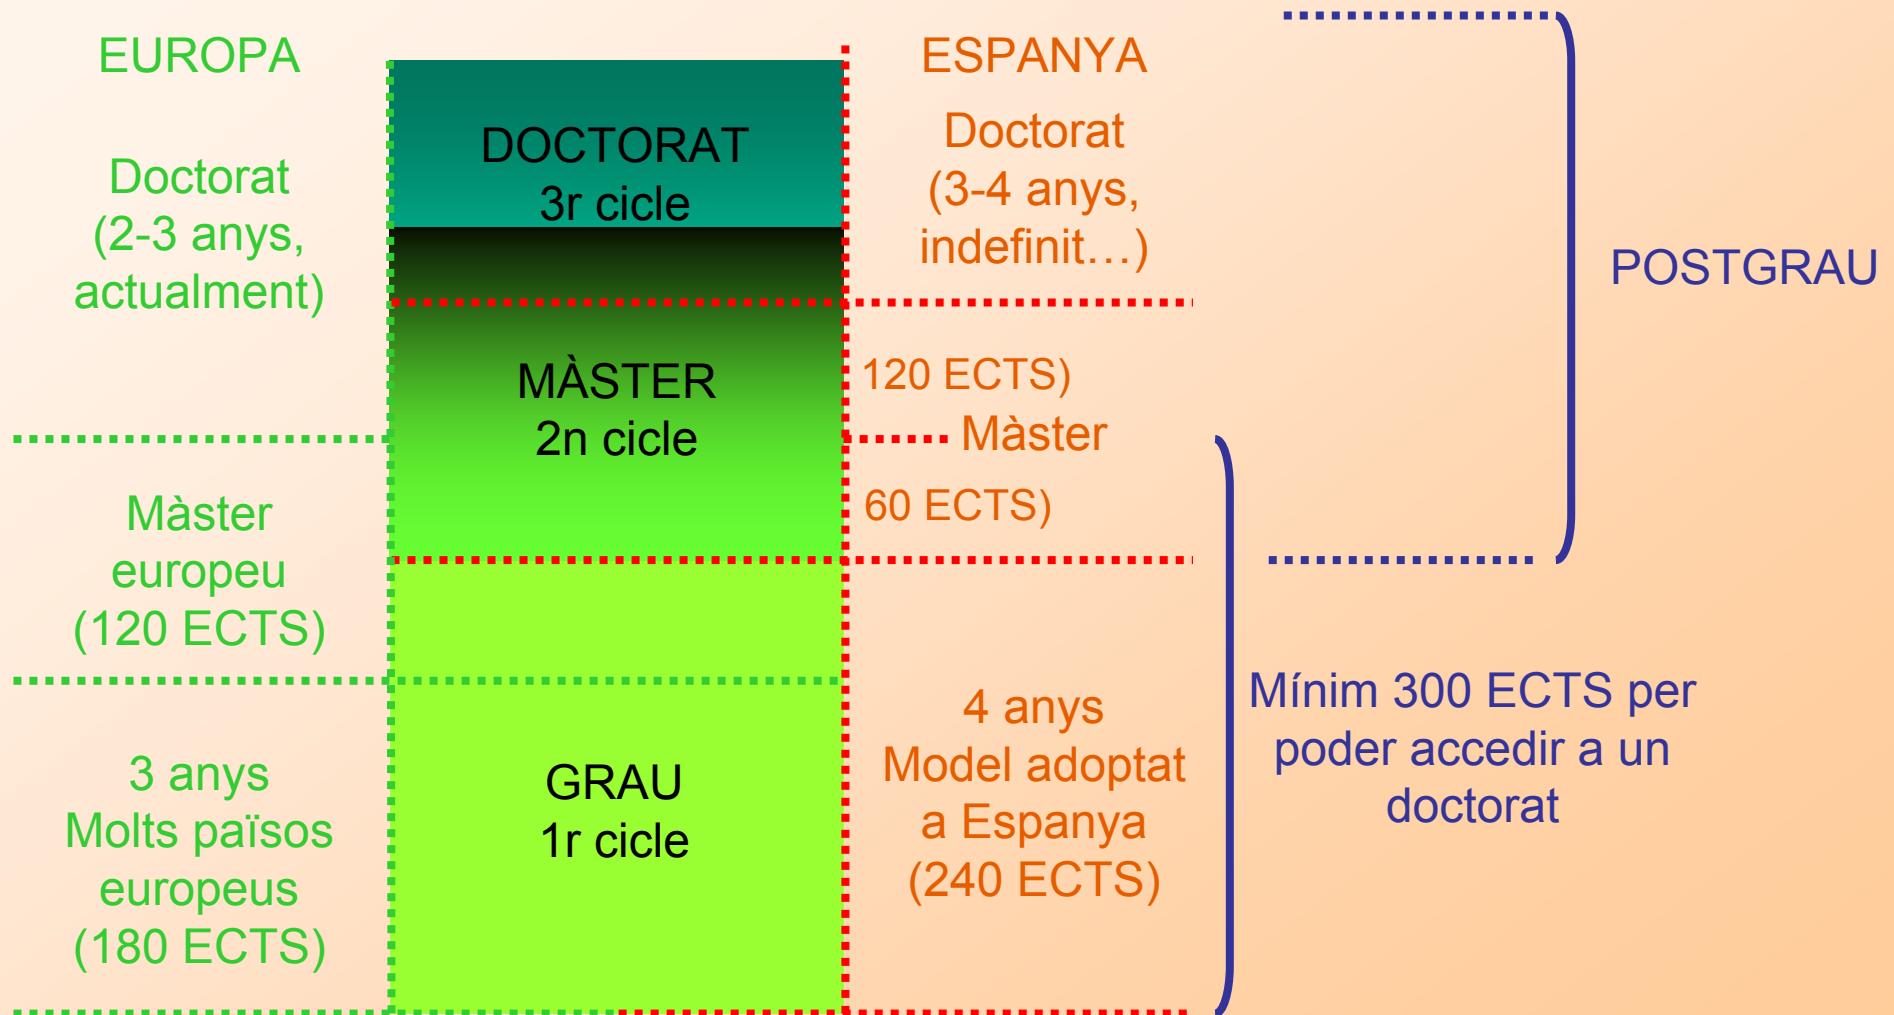 EUROPA
Doctorat
(2-3 anys,
actualment)
Màster
europeu
(120 ECTS)
3 anys
Molts països
europeus
(180 ECTS)
DOCTORAT
3r cicle
MÀSTER
2n cicle
GRAU
1r cicle
ESPANYA
Doctorat
(3-4 anys,
indefinit…)
120 ECTS)
Màster
60 ECTS)
4 anys
Model adoptat
a Espanya
(240 ECTS)
POSTGRAU
Mínim 300 ECTS per
poder accedir a un
doctorat